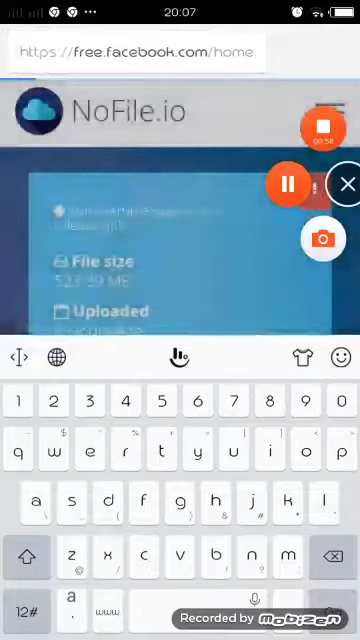 20:07
https://free.facebook.com/home
NoFile.io
00:58
File size
523.39 MB
Uploaded
1 2 3 4 5 6 7 8 9 0
q w e r t y u i o p
a s d f g h j k l
z x c v b n m
12# a , www
Recorded by mobizen